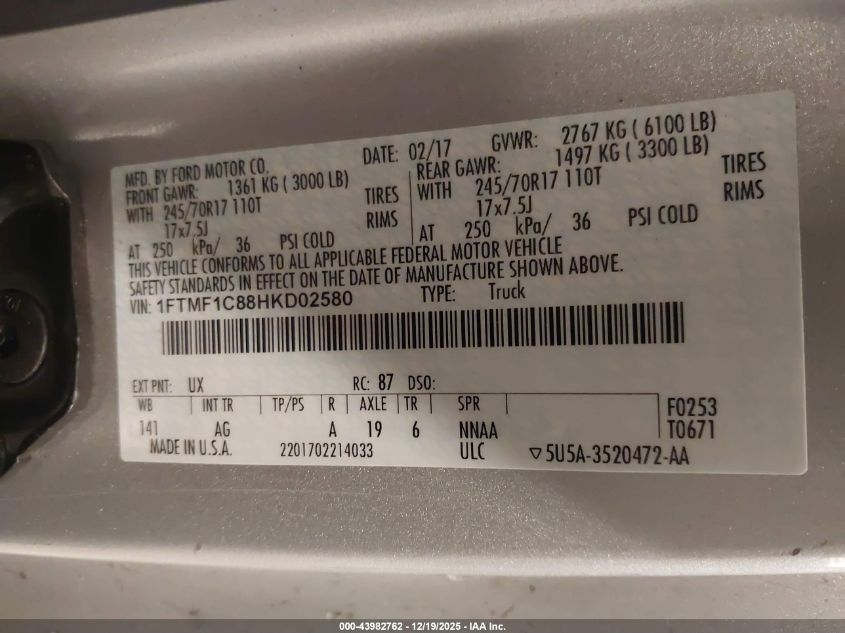 MFD. BY FORD MOTOR CO. DATE: 02/17 GVWR: 2767 KG ( 6100 LB)
FRONT GAWR: 1361 KG ( 3000 LB) REAR GAWR: 1497 KG ( 3300 LB)
WITH 245/70R17 110T TIRES WITH 245/70R17 110T TIRES
17x7.5J RIMS 17x7.5J RIMS
AT 250 kPa/ 36 PSI COLD AT 250 kPa/ 36 PSI COLD
THIS VEHICLE CONFORMS TO ALL APPLICABLE FEDERAL MOTOR VEHICLE
SAFETY STANDARDS IN EFFECT ON THE DATE OF MANUFACTURE SHOWN ABOVE.
VIN: 1FTMF1C88HKD02580 TYPE: Truck
EXT PNT: UX RC: 87 DSO:
WB INT TR TP/PS R AXLE TR SPR F0253
141 AG A 19 6 NNAA T0671
MADE IN U.S.A. 2201702214033 ULC ▽5U5A-3520472-AA
000-43982762 - 12/19/2025 - IAA Inc.